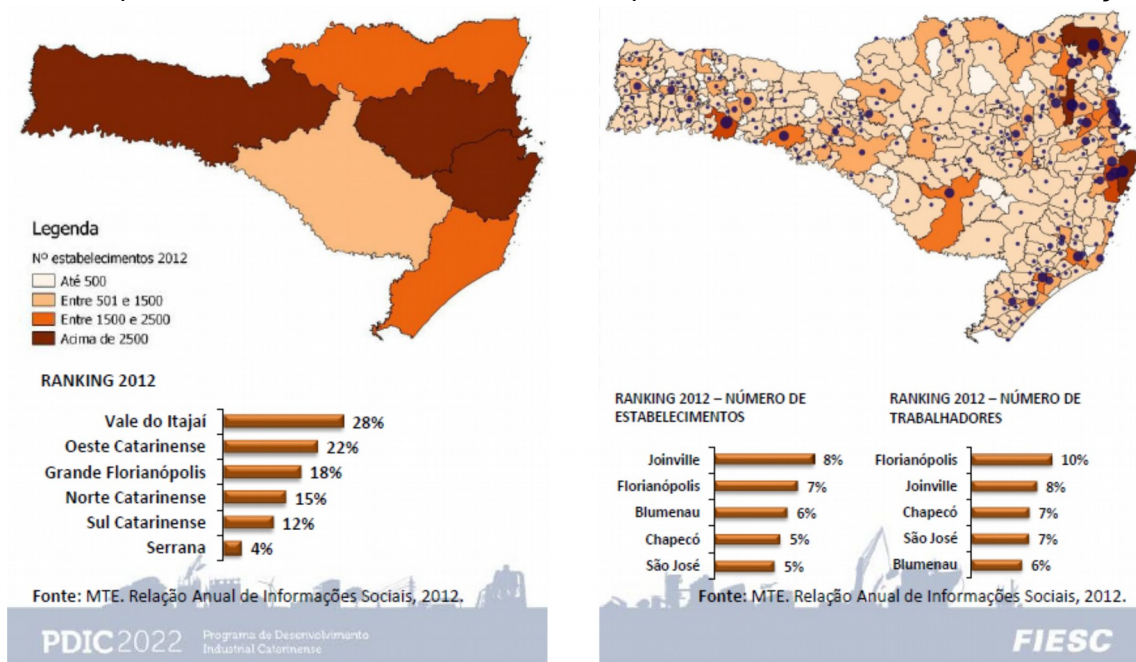 Legenda
Nº estabelecimentos 2012
Até 500
Entre 501 e 1500
Entre 1500 e 2500
Acima de 2500
RANKING 2012
Vale do Itajaí 28%
Oeste Catarinense 22%
Grande Florianópolis 18%
Norte Catarinense 15%
Sul Catarinense 12%
Serrana 4%
Fonte: MTE. Relação Anual de Informações Sociais, 2012.
PDIC2022 Programa de Desenvolvimento
Industrial Catarinense
RANKING 2012 – NÚMERO DE
ESTABELECIMENTOS
Joinville 8%
Florianópolis 7%
Blumenau 6%
Chapecó 5%
São José 5%
RANKING 2012 – NÚMERO DE
TRABALHADORES
Florianópolis 10%
Joinville 8%
Chapecó 7%
São José 7%
Blumenau 6%
Fonte: MTE. Relação Anual de Informações Sociais, 2012.
FIESC